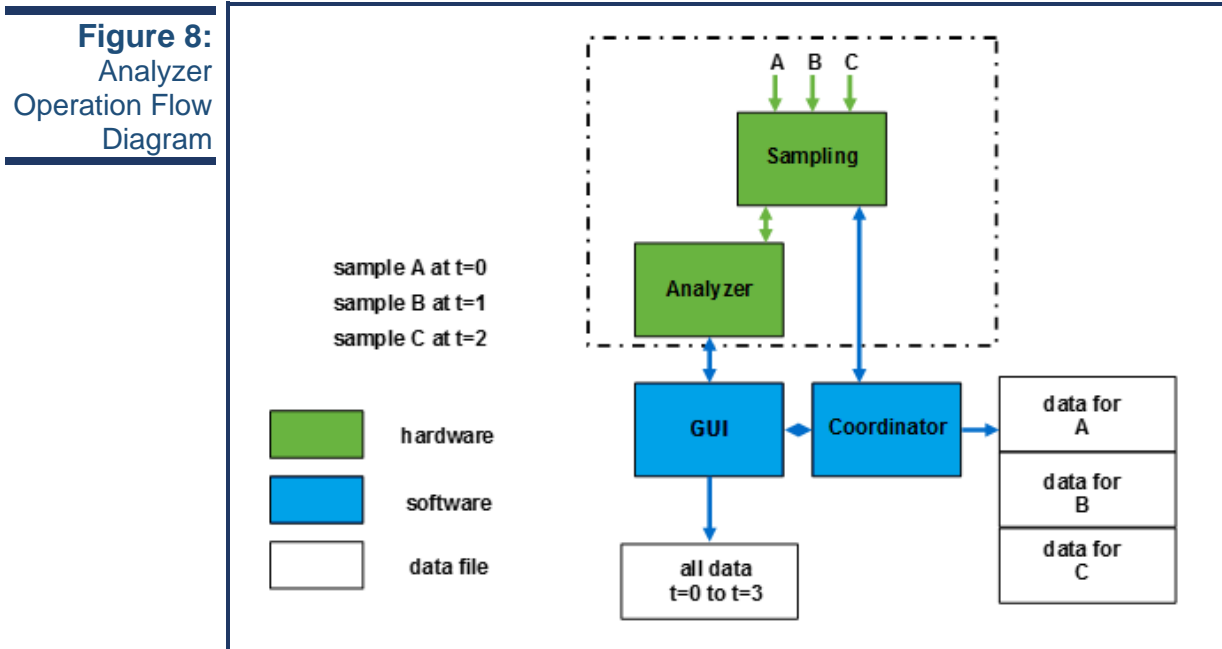 Figure 8:
Analyzer
Operation Flow
Diagram
A B C
Sampling
Analyzer
sample A at t=0
sample B at t=1
sample C at t=2
hardware
software
data file
GUI
Coordinator
data for
A
data for
B
data for
C
all data
t=0 to t=3